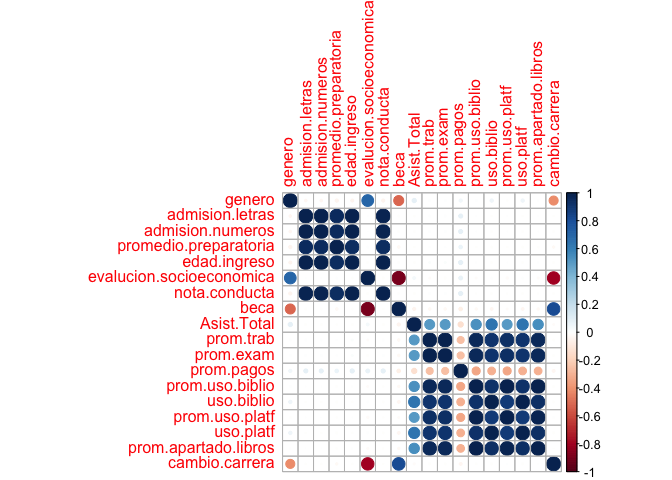 genero
admision.letras
admision.numeros
promedio.preparatoria
edad.ingreso
evalucion.socioeconomica
nota.conducta
beca
Asist.Total
prom.trab
prom.exam
prom.pagos
prom.uso.biblio
uso.biblio
prom.uso.platf
uso.platf
prom.apartado.libros
cambio.carrera
genero
admision.letras
admision.numeros
promedio.preparatoria
edad.ingreso
evalucion.socioeconomica
nota.conducta
beca
Asist.Total
prom.trab
prom.exam
prom.pagos
prom.uso.biblio
uso.biblio
prom.uso.platf
uso.platf
prom.apartado.libros
cambio.carrera
1
0.8
0.6
0.4
0.2
0
-0.2
-0.4
-0.6
-0.8
-1